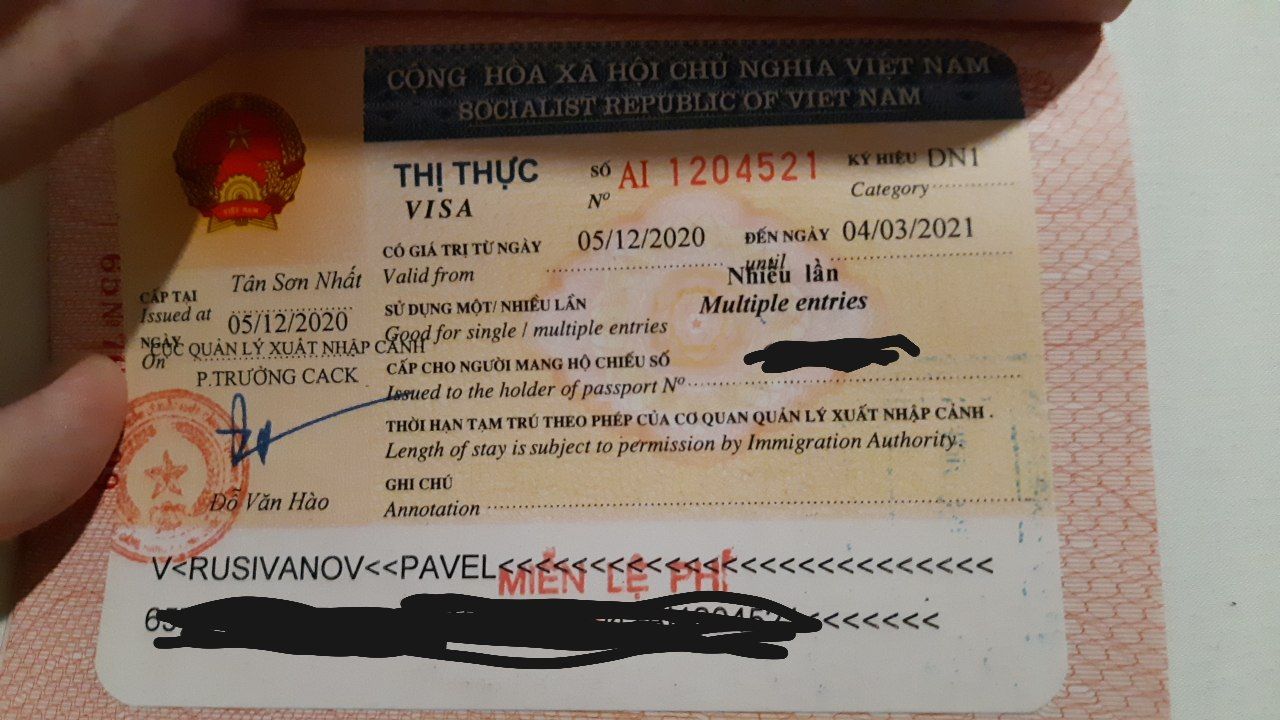 CỘNG HÒA XÃ HỘI CHỦ NGHĨA VIỆT NAM
SOCIALIST REPUBLIC OF VIET NAM
VIỆT NAM
THỊ THỰC
VISA
SỐ AI 1204521
Nº
KÝ HIỆU DN1
Category
CÓ GIÁ TRỊ TỪ NGÀY 05/12/2020 ĐẾN NGÀY 04/03/2021
Valid from until
Nhiều lần
SỬ DỤNG MỘT/ NHIỀU LẦN Multiple entries
Good for single / multiple entries
CẤP TẠI Tân Sơn Nhất
Issued at
NGÀY 05/12/2020
On
CỤC QUẢN LÝ XUẤT NHẬP CẢNH
P.TRƯỞNG CACK
Đỗ Văn Hào
CẤP CHO NGƯỜI MANG HỘ CHIẾU SỐ
Issued to the holder of passport Nº
THỜI HẠN TẠM TRÚ THEO PHÉP CỦA CƠ QUAN QUẢN LÝ XUẤT NHẬP CẢNH .
Length of stay is subject to permission by Immigration Authority.
GHI CHÚ
Annotation
V<RUSIVANOV<<PAVEL<<<<<<<<<<<<<<<<<<<<<<<<<<
MIỄN LỆ PHÍ
65
<<<<<<